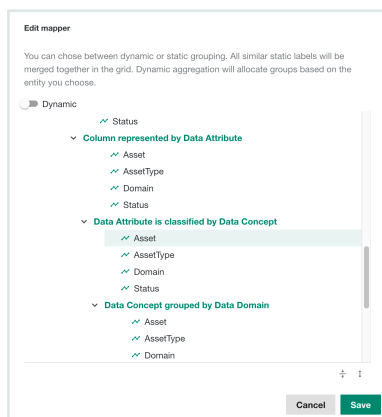 Edit mapper
You can chose between dynamic or static grouping. All similar static labels will be
merged together in the grid. Dynamic aggregation will allocate groups based on the
entity you choose.
Dynamic
Status
Column represented by Data Attribute
Asset
AssetType
Domain
Status
Data Attribute is classified by Data Concept
Asset
AssetType
Domain
Status
Data Concept grouped by Data Domain
Asset
AssetType
Domain
Cancel Save